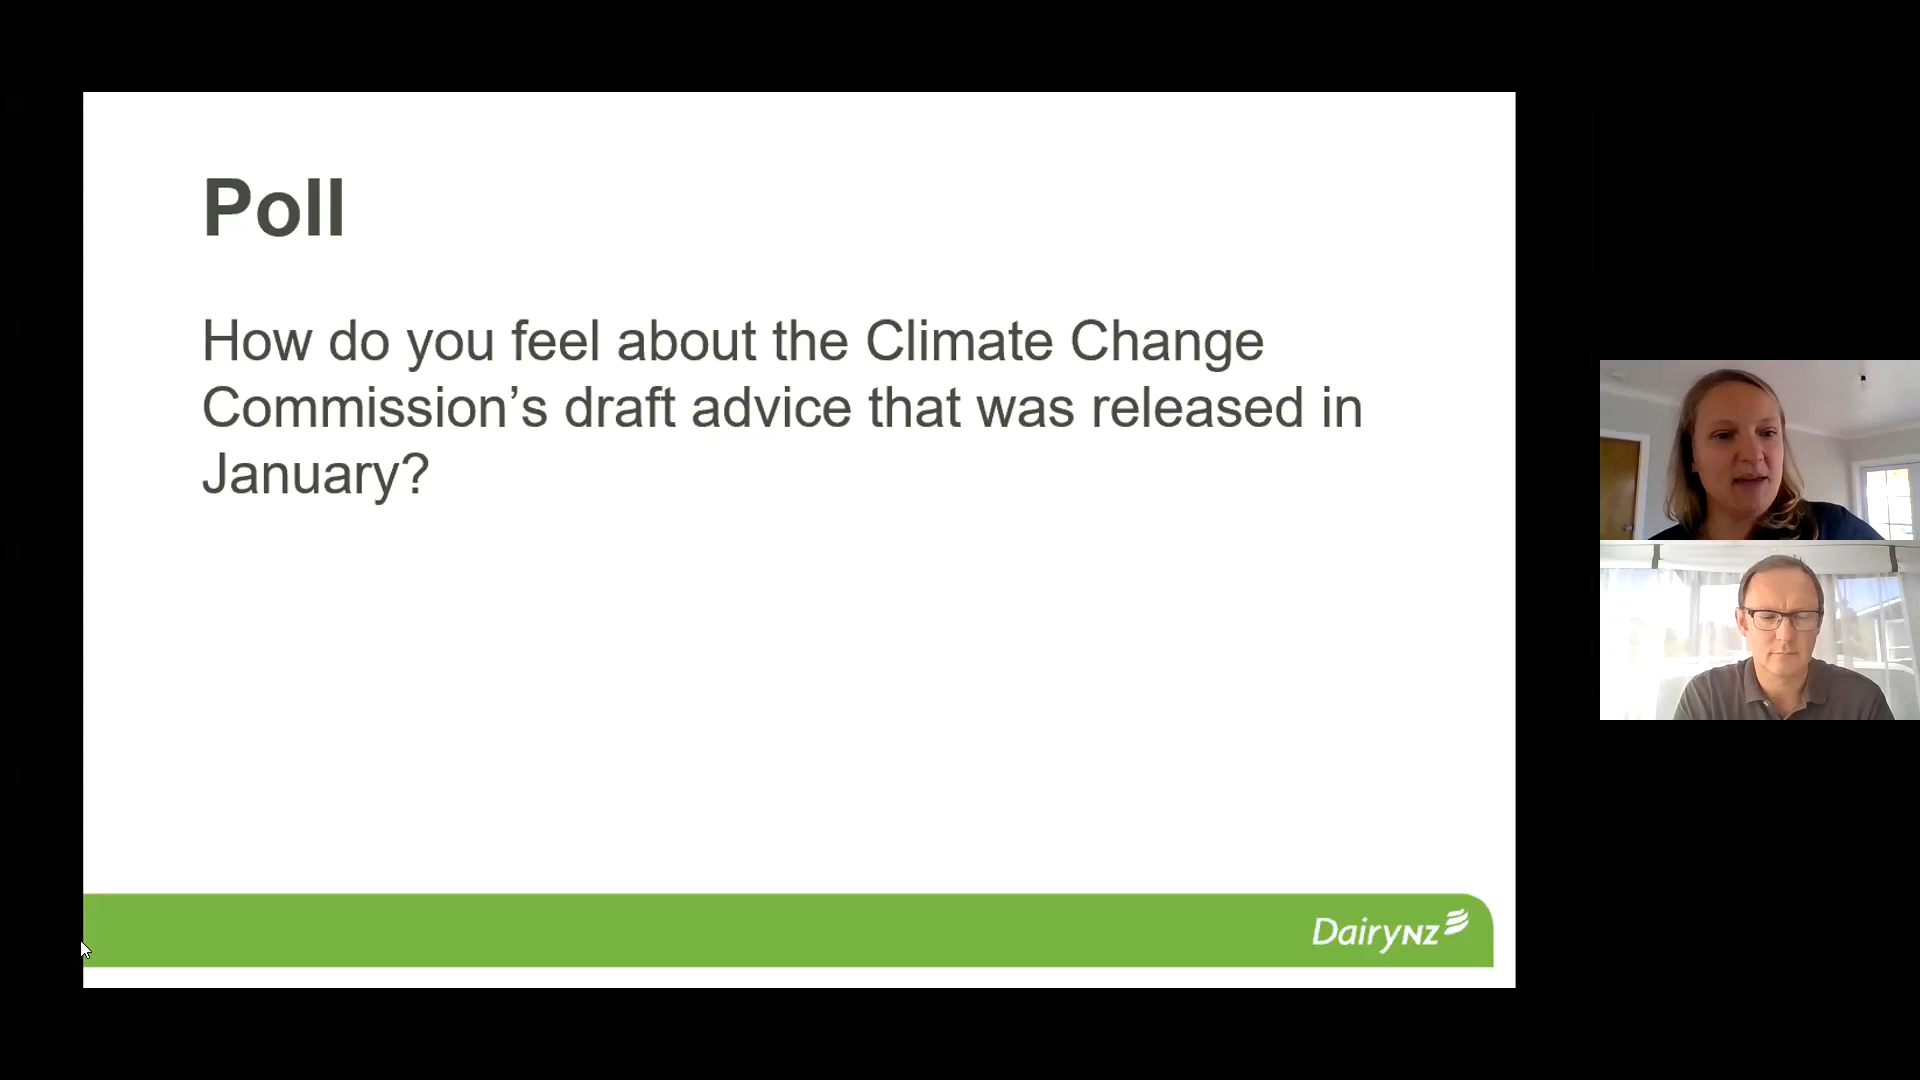 Poll
How do you feel about the Climate Change
Commission’s draft advice that was released in
January?
DairyNZ